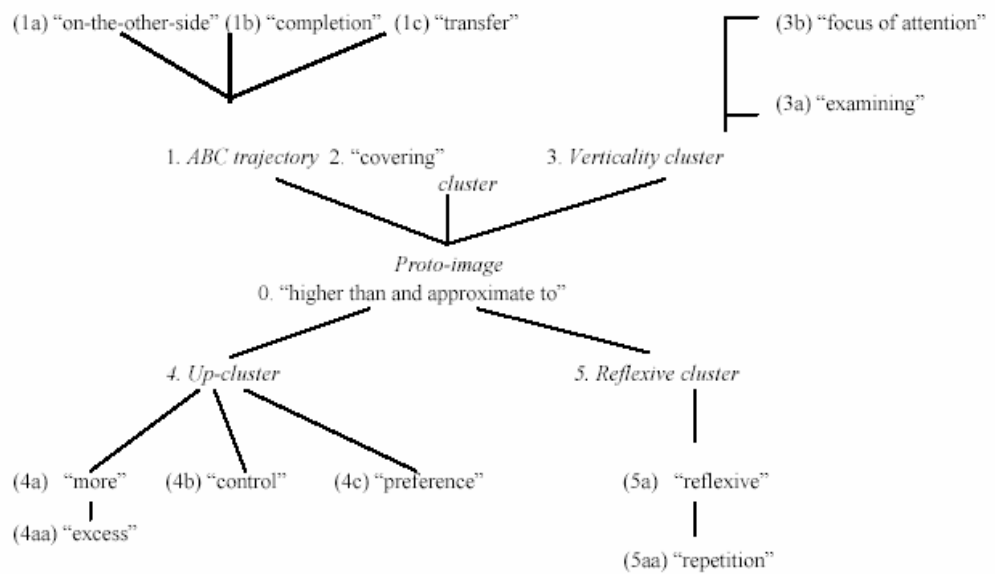 (1a) “on-the-other-side” (1b) “completion” (1c) “transfer”
(3b) “focus of attention”
(3a) “examining”
1. ABC trajectory 2. “covering”
cluster
3. Verticality cluster
Proto-image
0. “higher than and approximate to”
4. Up-cluster
5. Reflexive cluster
(4a) “more”
(4b) “control”
(4c) “preference”
(5a) “reflexive”
(4aa) “excess”
(5aa) “repetition”